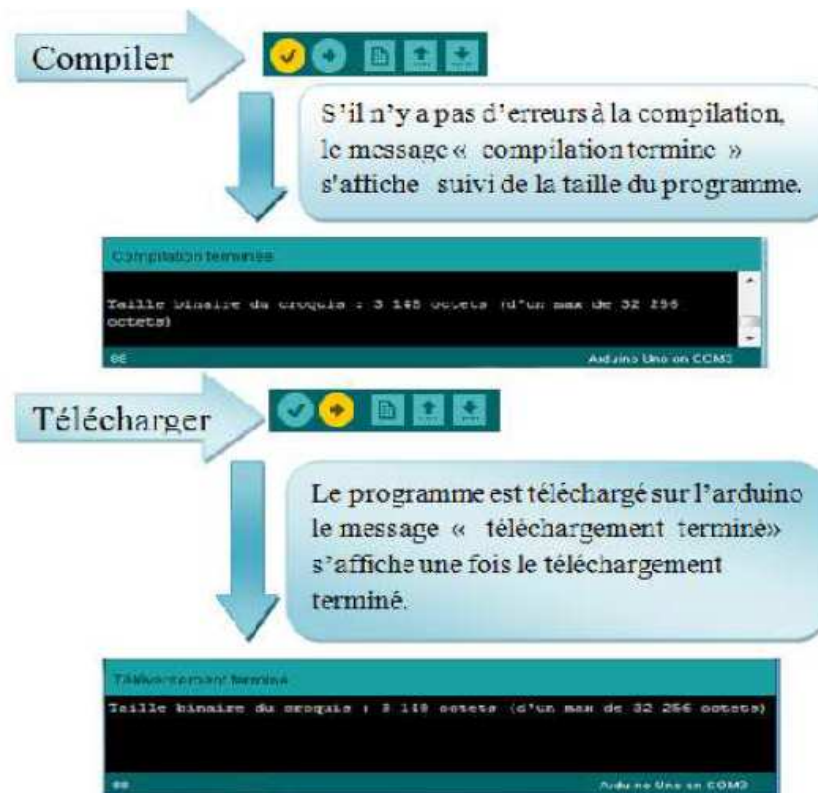 Compiler
S'il n'y a pas d'erreurs à la compilation,
le message « compilation termine »
s'affiche suivi de la taille du programme.
Compilation terminée
Taille binaire du croquis : 3 148 octets (d'un max de 32 256
octets)
Arduino Uno on COM3
Télécharger
Le programme est téléchargé sur l'arduino
le message « téléchargement terminé»
s'affiche une fois le téléchargement
terminé.
Téléversement terminé
Taille binaire du croquis : 3 148 octets (d'un max de 32 256 octets)
Arduino Uno on COM3